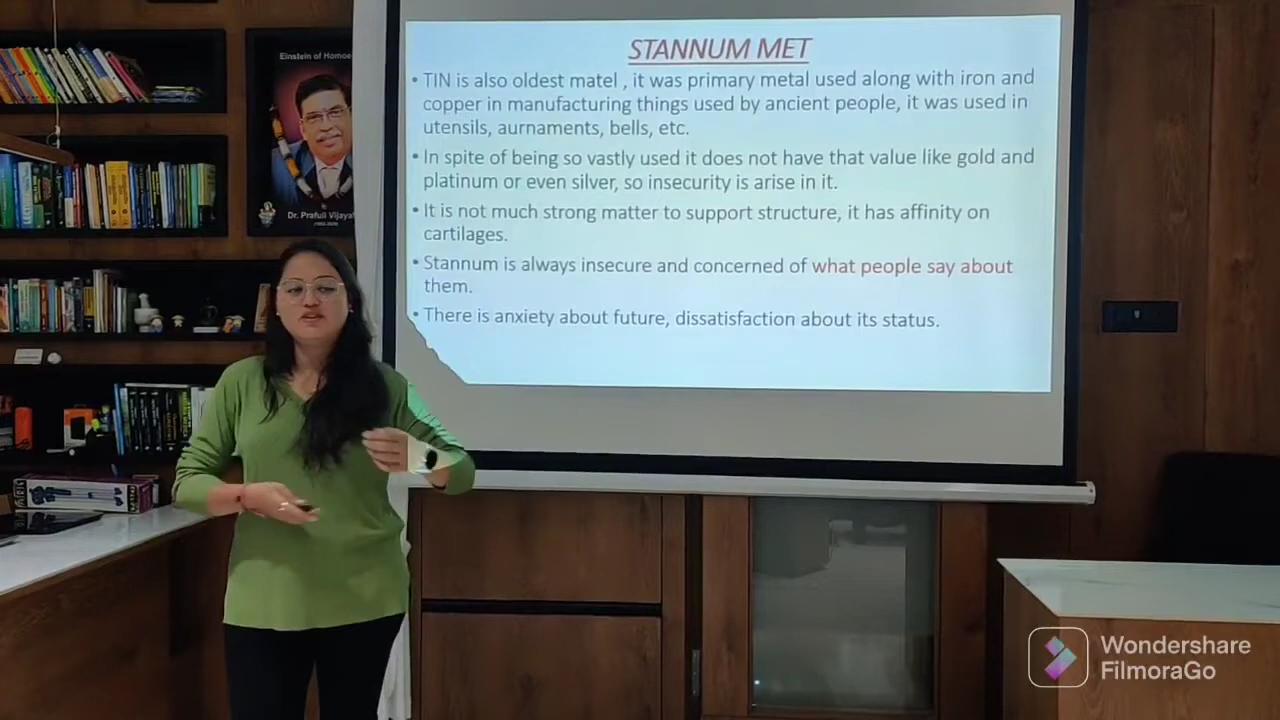 STANNUM MET
• TIN is also oldest matel , it was primary metal used along with iron and
copper in manufacturing things used by ancient people, it was used in
utensils, aurnaments, bells, etc.
• In spite of being so vastly used it does not have that value like gold and
platinum or even silver, so insecurity is arise in it.
• It is not much strong matter to support structure, it has affinity on
cartilages.
• Stannum is always insecure and concerned of what people say about
them.
• There is anxiety about future, dissatisfaction about its status.
Einstein of Homoe
Dr. Prafull Vijaya
Wondershare
FilmoraGo